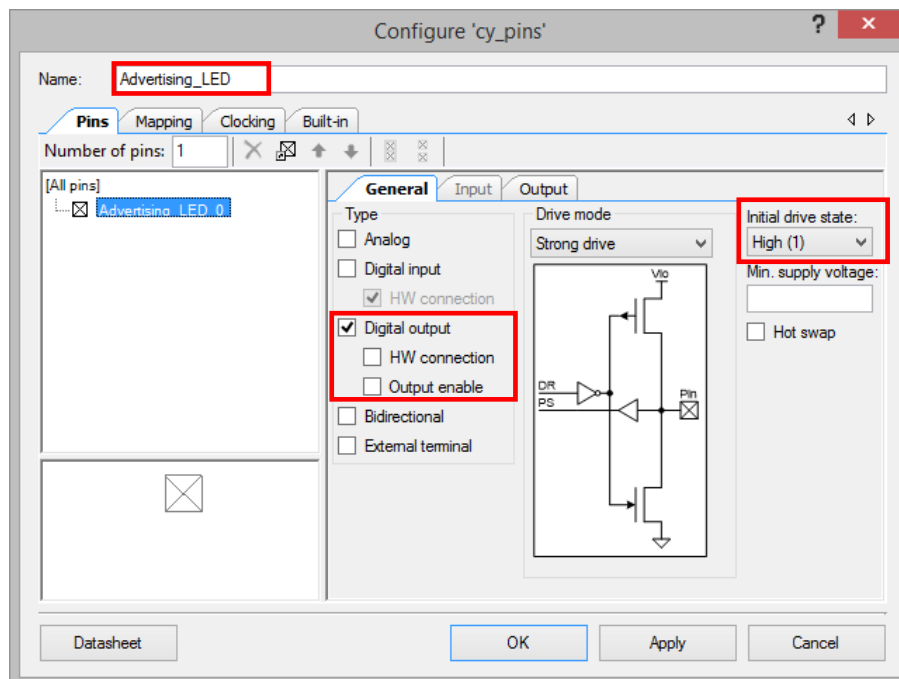 Configure 'cy_pins'
? ×
Name: Advertising_LED
Pins Mapping Clocking Built-in
Number of pins: 1
[All pins]
Advertising_LED_0
General Input Output
Type
Analog
Digital input
HW connection
Digital output
HW connection
Output enable
Bidirectional
External terminal
Drive mode
Strong drive
Vio
DR
PS
Pin
Initial drive state:
High (1)
Min. supply voltage:
Hot swap
Datasheet OK Apply Cancel